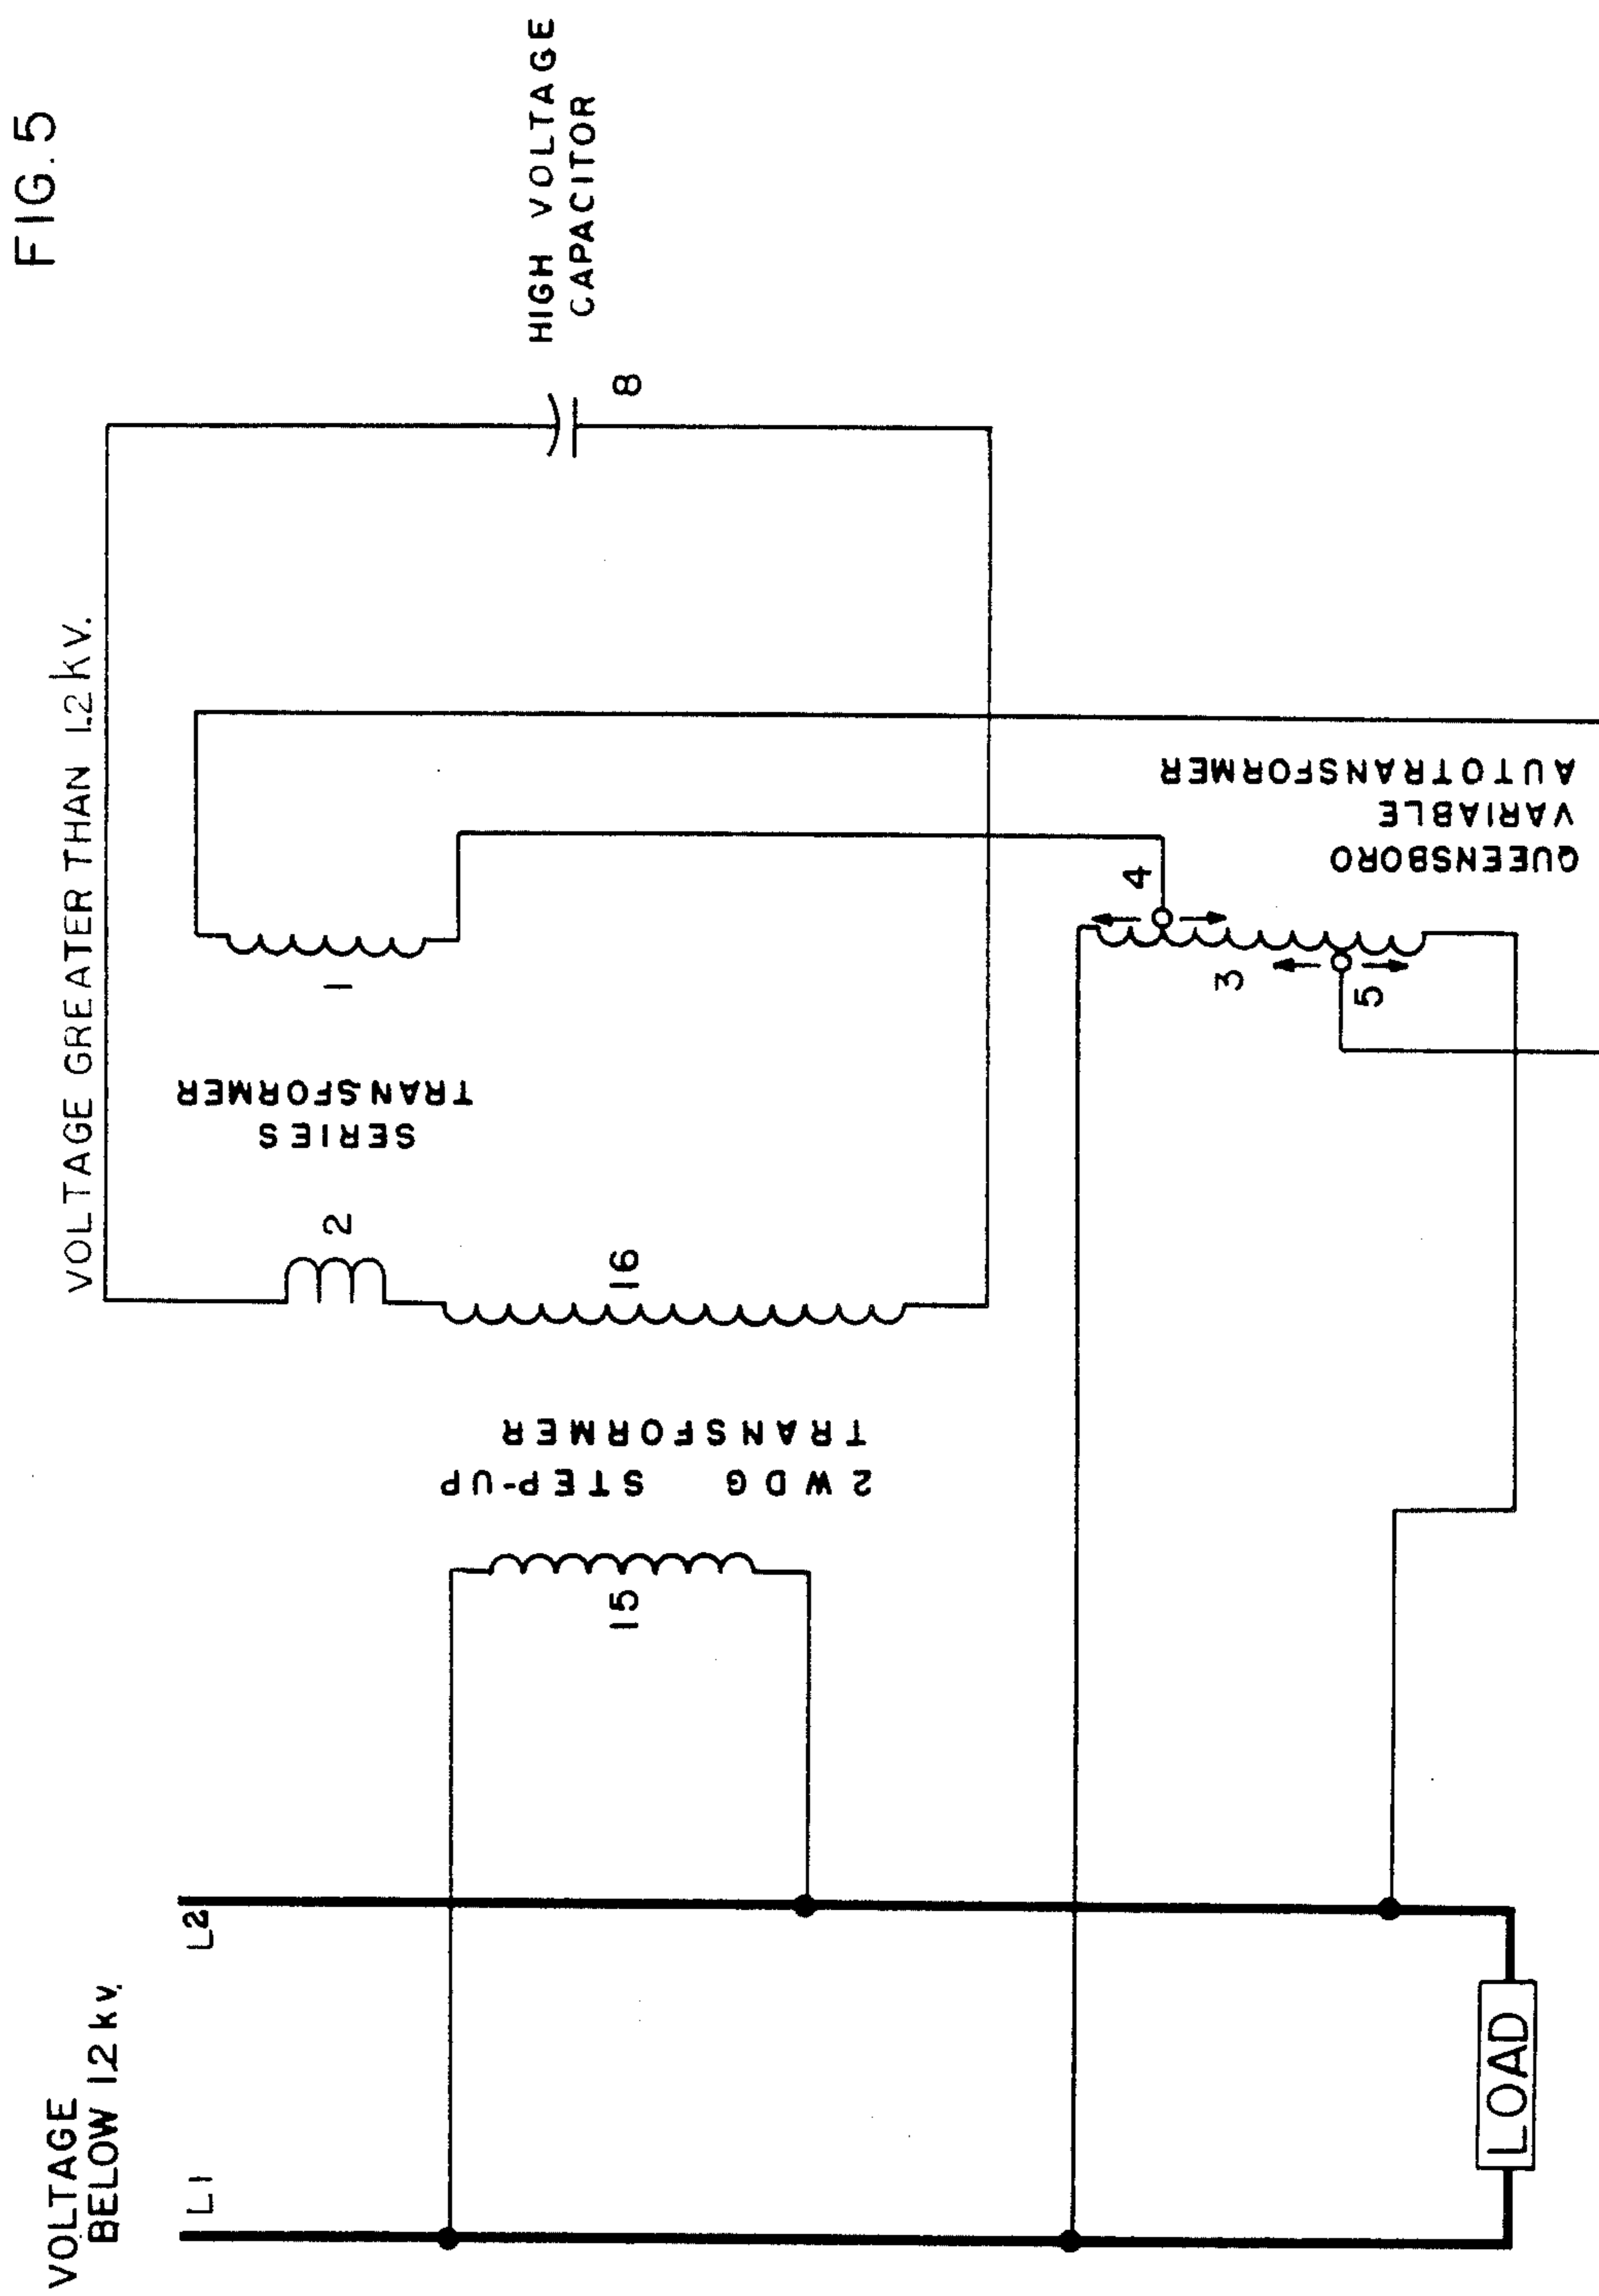 FIG. 5
VOLTAGE
BELOW 1.2 kv.
L1
L2
VOLTAGE GREATER THAN 1.2 kv.
HIGH VOLTAGE
CAPACITOR
8
2
SERIES
TRANSFORMER
1
15
2 WDG STEP-UP
TRANSFORMER
16
4
3
5
QUEENSBORO
VARIABLE
AUTOTRANSFORMER
LOAD